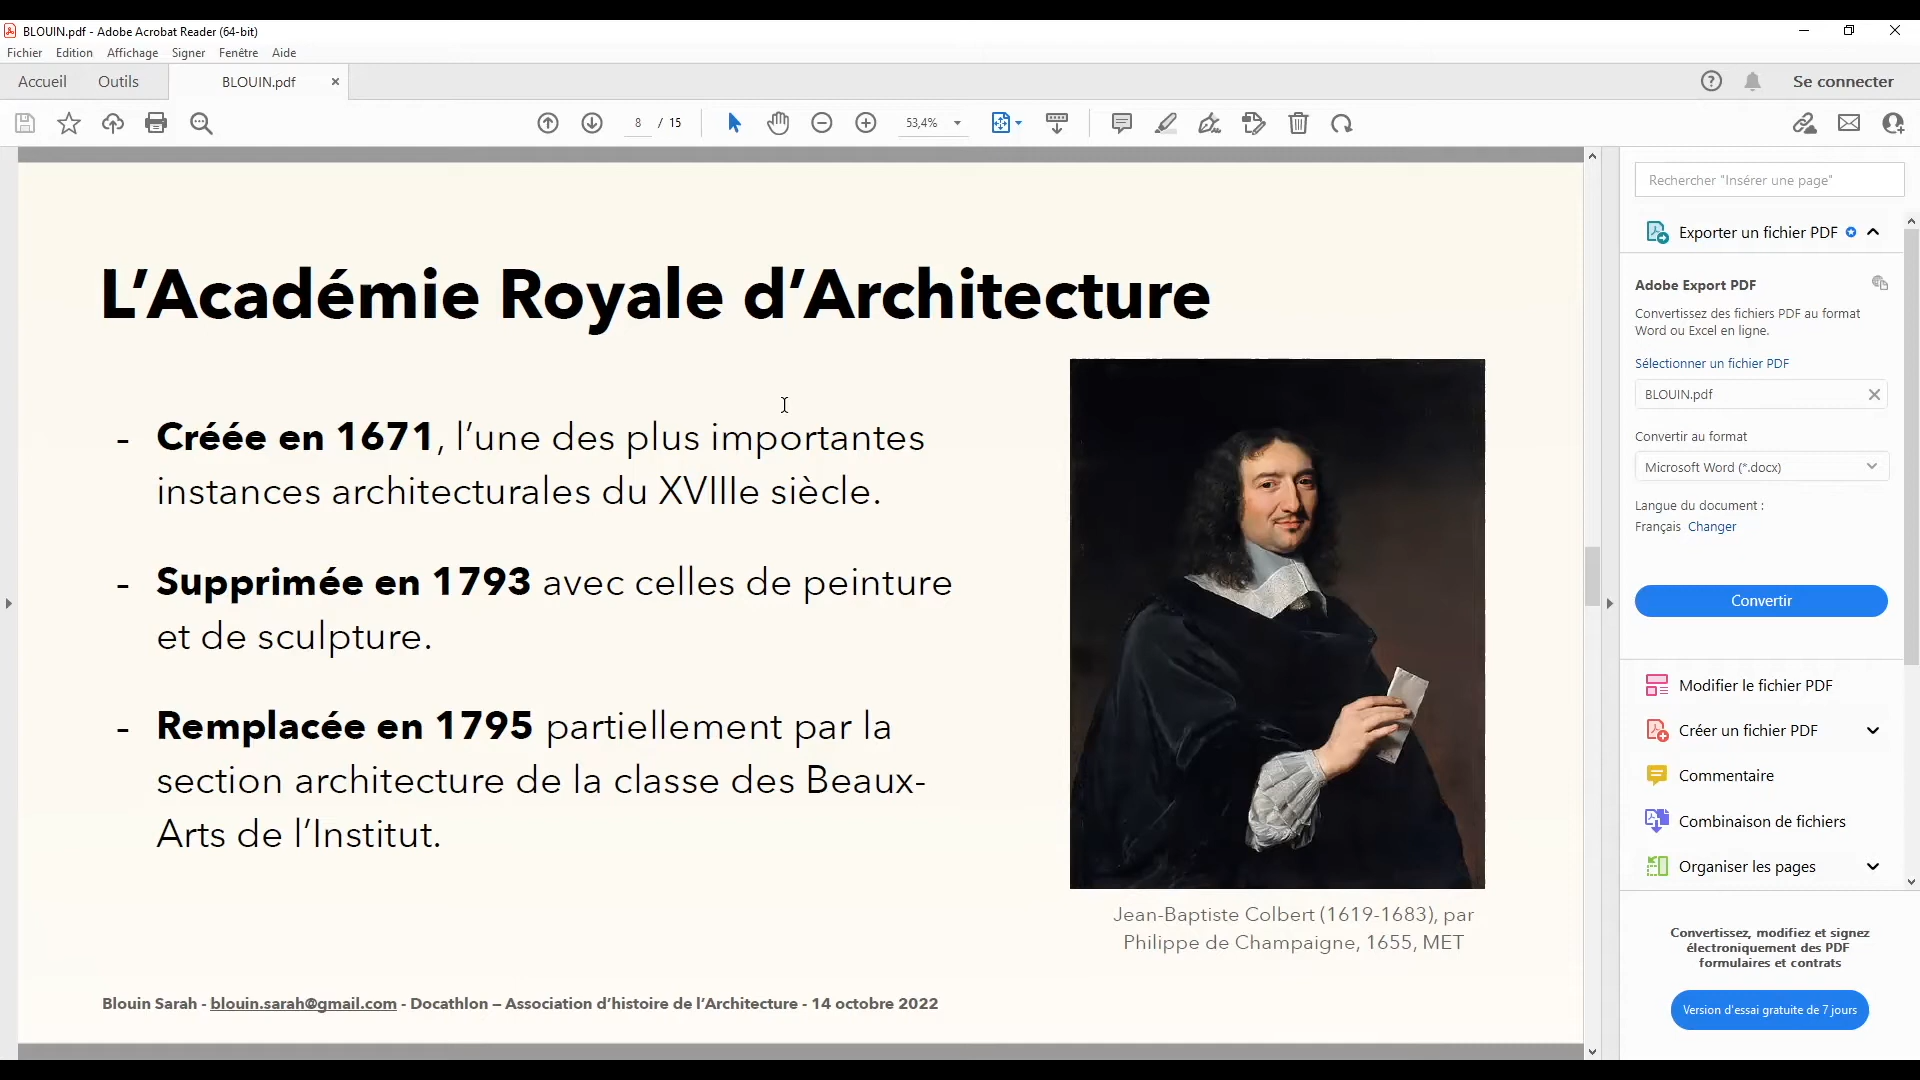 BLOUIN.pdf - Adobe Acrobat Reader (64-bit)
Fichier Edition Affichage Signer Fenêtre Aide
Accueil Outils BLOUIN.pdf × Se connecter
8 / 15 53,4%
Rechercher "Insérer une page"
Exporter un fichier PDF
Adobe Export PDF
Convertissez des fichiers PDF au format
Word ou Excel en ligne.
Sélectionner un fichier PDF
BLOUIN.pdf
Convertir au format
Microsoft Word (*.docx)
Langue du document :
Français Changer
Convertir
Modifier le fichier PDF
Créer un fichier PDF
Commentaire
Combinaison de fichiers
Organiser les pages
Convertissez, modifiez et signez
électroniquement des PDF
formulaires et contrats
Version d'essai gratuite de 7 jours
L’Académie Royale d’Architecture
- Créée en 1671, l’une des plus importantes
instances architecturales du XVIIIe siècle.
- Supprimée en 1793 avec celles de peinture
et de sculpture.
- Remplacée en 1795 partiellement par la
section architecture de la classe des Beaux-
Arts de l’Institut.
Jean-Baptiste Colbert (1619-1683), par
Philippe de Champaigne, 1655, MET
Blouin Sarah - blouin.sarah@gmail.com - Docathlon – Association d’histoire de l’Architecture - 14 octobre 2022